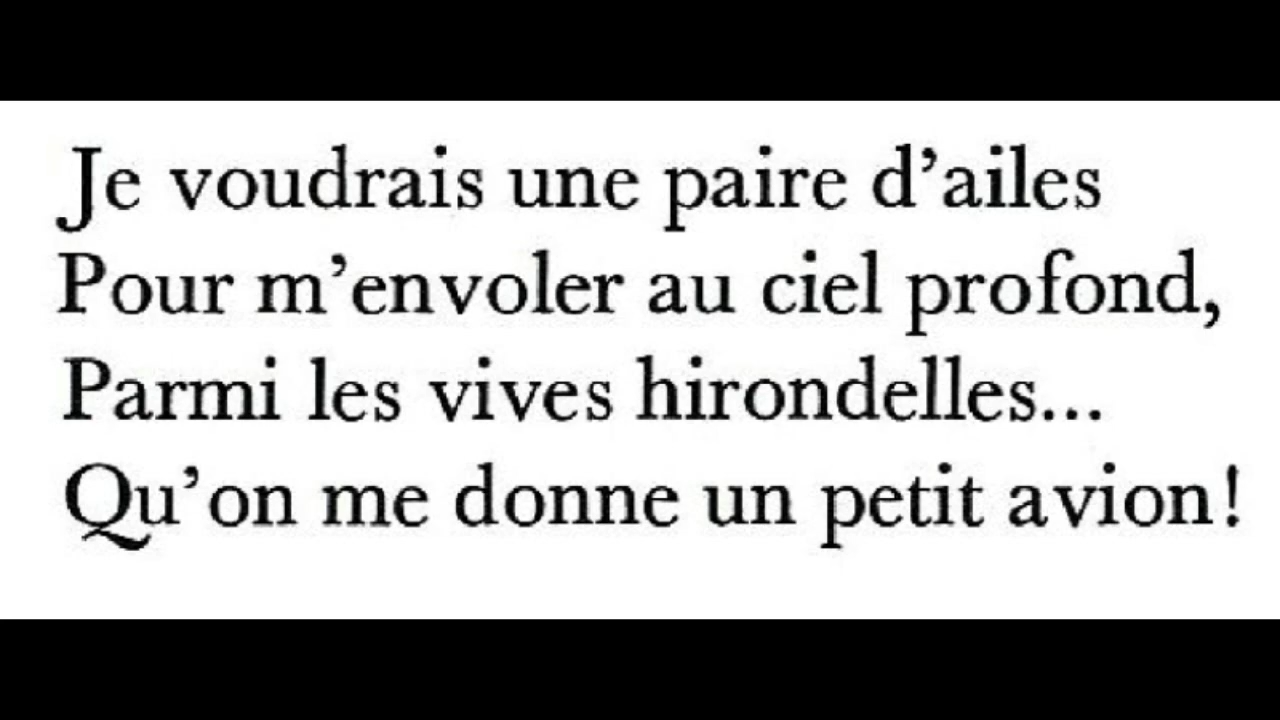 Je voudrais une paire d’ailes
Pour m’envoler au ciel profond,
Parmi les vives hirondelles...
Qu’on me donne un petit avion!